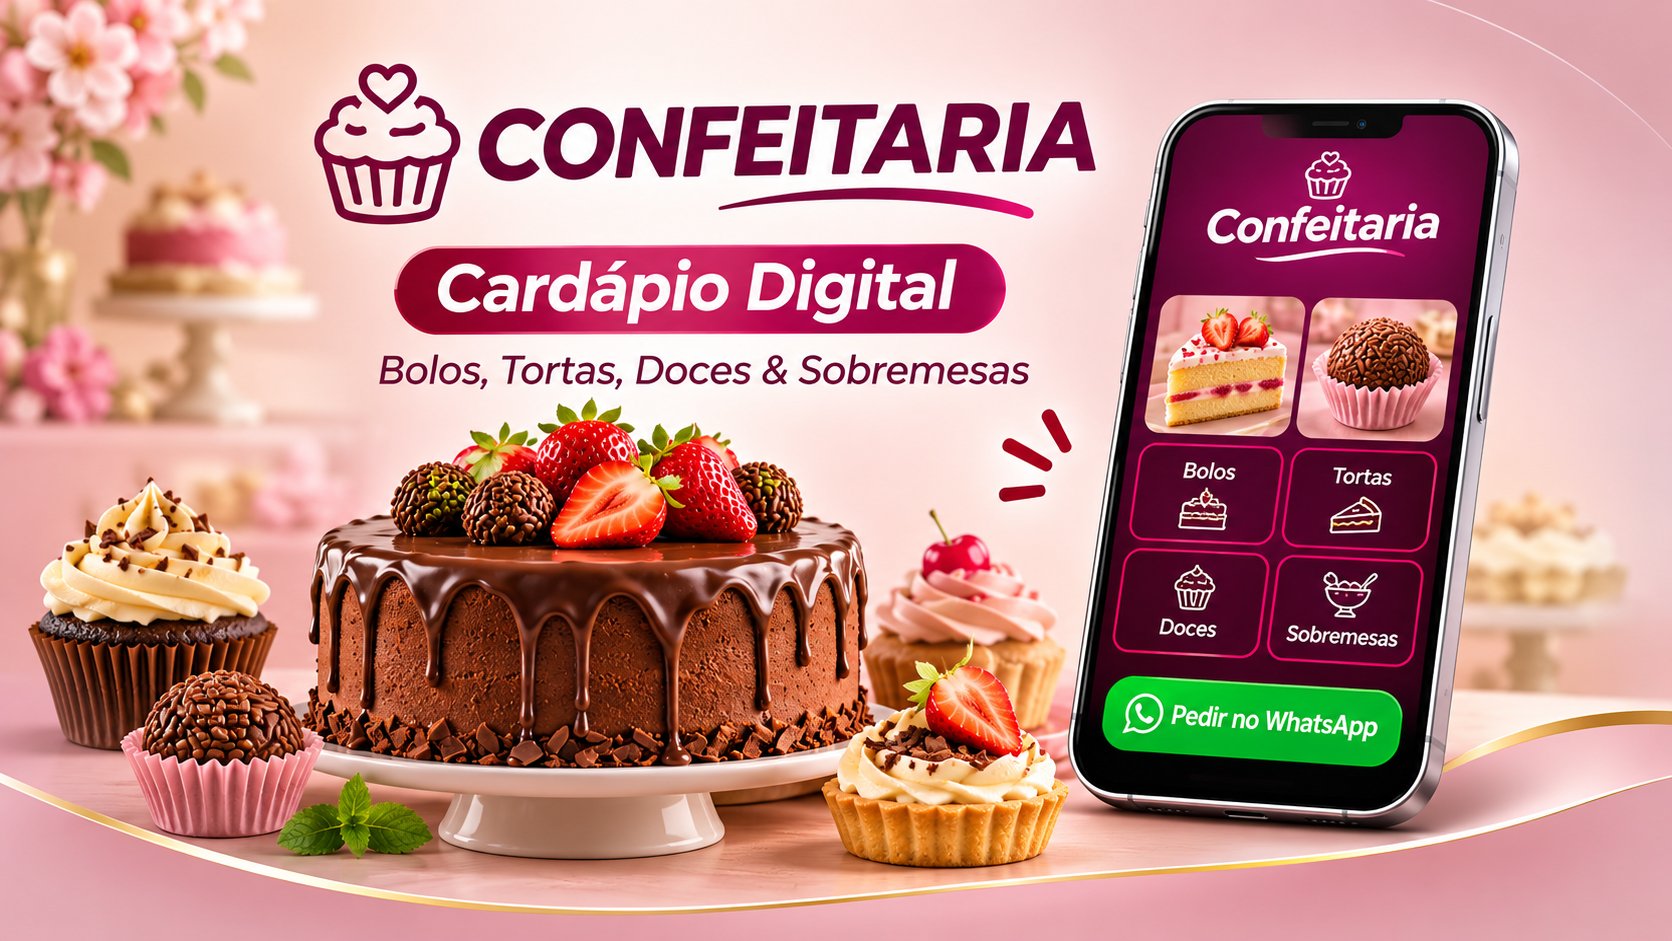 CONFEITARIA
Cardápio Digital
Bolos, Tortas, Doces & Sobremesas
Confeitaria
Bolos
Tortas
Doces
Sobremesas
Pedir no WhatsApp